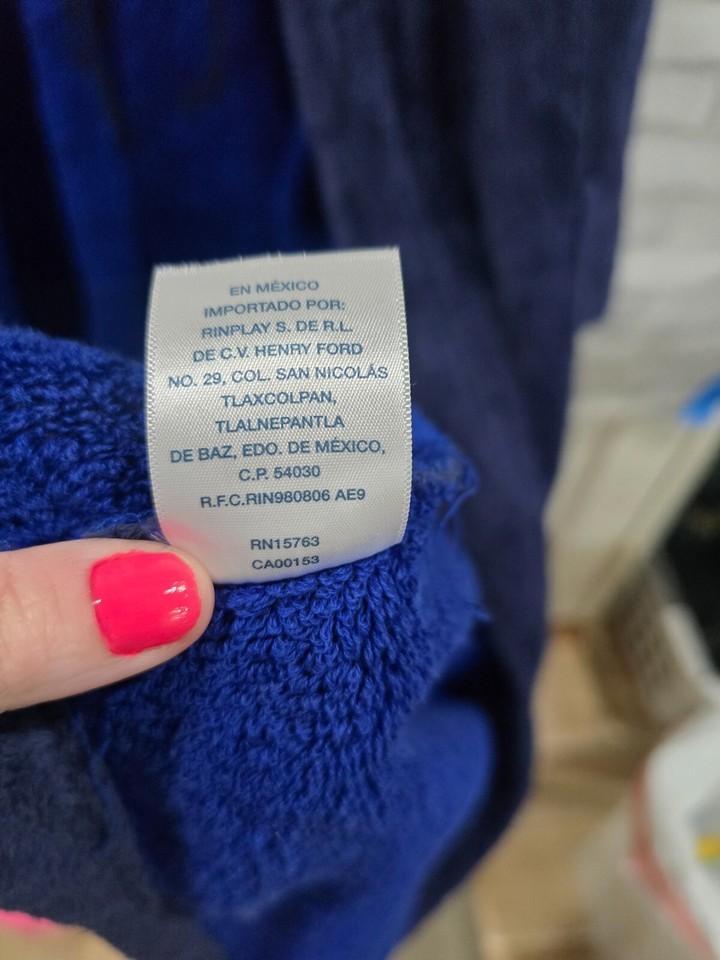 EN MÉXICO
IMPORTADO POR:
RINPLAY S. DE R.L.
DE C.V. HENRY FORD
NO. 29, COL. SAN NICOLÁS
TLAXCOLPAN,
TLALNEPANTLA
DE BAZ, EDO. DE MÉXICO,
C.P. 54030
R.F.C.RIN980806 AE9
RN15763
CA00153